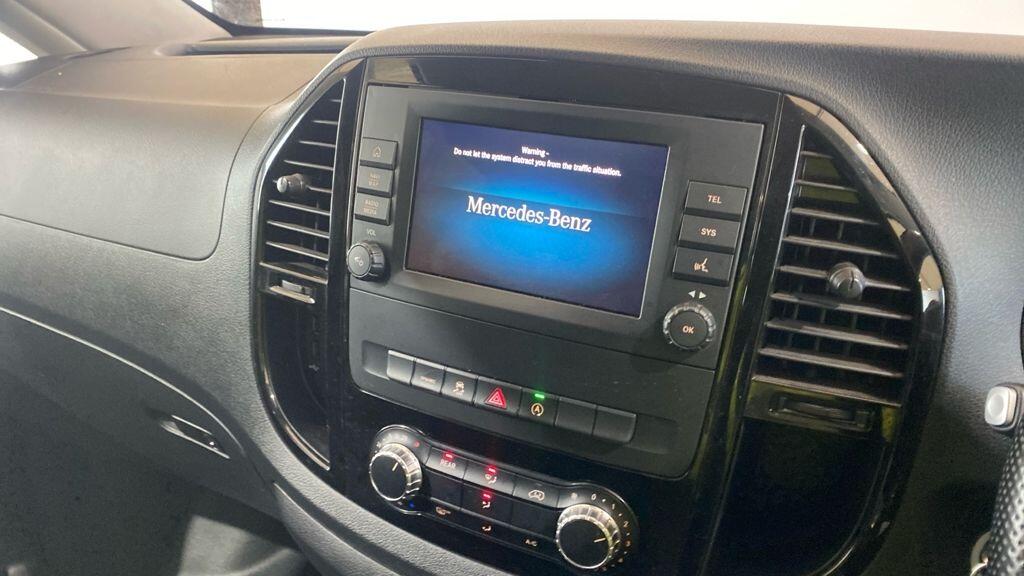 Warning -
Do not let the system distract you from the traffic situation.
Mercedes-Benz
NAVI
MAP
RADIO
MEDIA
VOL
TEL
SYS
OK
REAR
A/C